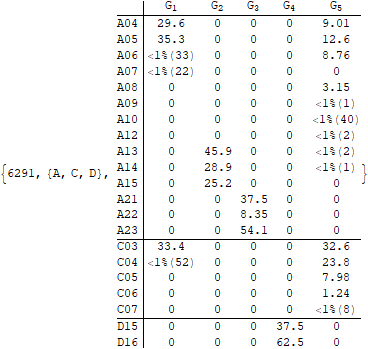 G1 G2 G3 G4 G5
A04 29.6 0 0 0 9.01
A05 35.3 0 0 0 12.6
A06 <1%(33) 0 0 0 8.76
A07 <1%(22) 0 0 0 0
A08 0 0 0 0 3.15
A09 0 0 0 0 <1%(1)
A10 0 0 0 0 <1%(40)
A12 0 0 0 0 <1%(2)
A13 0 45.9 0 0 <1%(2)
{6291, {A, C, D}, A14 0 28.9 0 0 <1%(1) }
A15 0 25.2 0 0 0
A21 0 0 37.5 0 0
A22 0 0 8.35 0 0
A23 0 0 54.1 0 0
C03 33.4 0 0 0 32.6
C04 <1%(52) 0 0 0 23.8
C05 0 0 0 0 7.98
C06 0 0 0 0 1.24
C07 0 0 0 0 <1%(8)
D15 0 0 0 37.5 0
D16 0 0 0 62.5 0